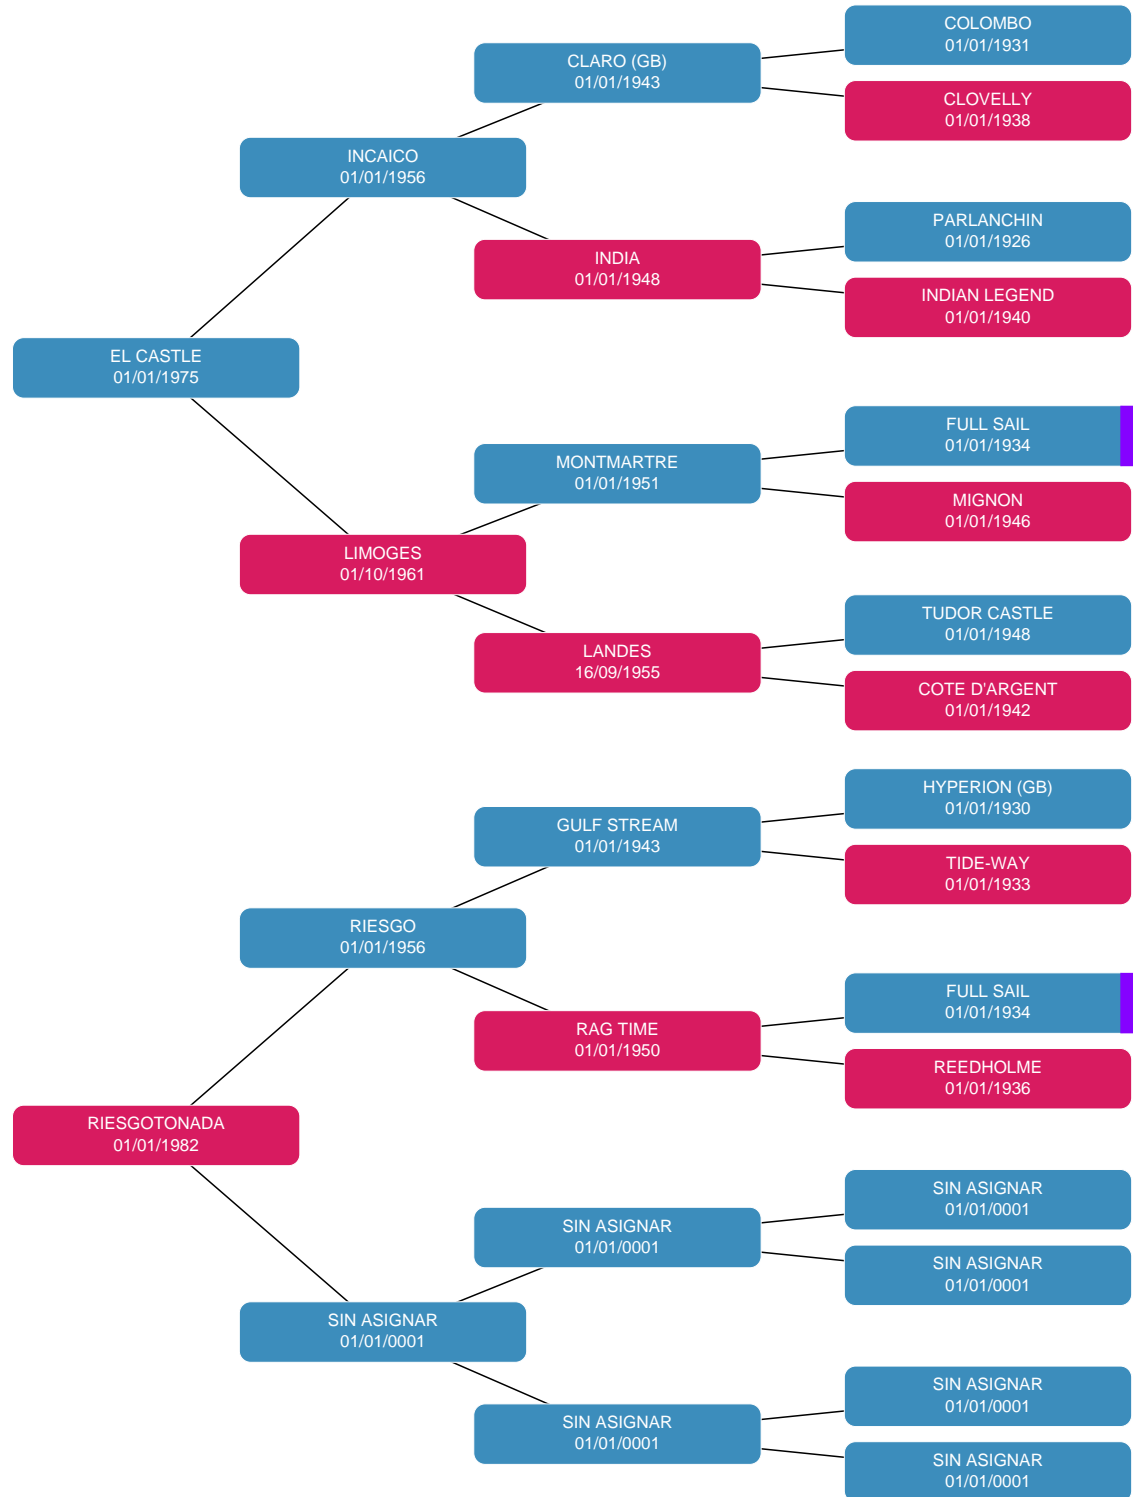 COLOMBO
01/01/1931
CLARO (GB)
01/01/1943
CLOVELLY
01/01/1938
INCAICO
01/01/1956
PARLANCHIN
01/01/1926
INDIA
01/01/1948
INDIAN LEGEND
01/01/1940
EL CASTLE
01/01/1975
FULL SAIL
01/01/1934
MONTMARTRE
01/01/1951
MIGNON
01/01/1946
LIMOGES
01/10/1961
TUDOR CASTLE
01/01/1948
LANDES
16/09/1955
COTE D'ARGENT
01/01/1942
HYPERION (GB)
01/01/1930
GULF STREAM
01/01/1943
TIDE-WAY
01/01/1933
RIESGO
01/01/1956
FULL SAIL
01/01/1934
RAG TIME
01/01/1950
REEDHOLME
01/01/1936
RIESGOTONADA
01/01/1982
SIN ASIGNAR
01/01/0001
SIN ASIGNAR
01/01/0001
SIN ASIGNAR
01/01/0001
SIN ASIGNAR
01/01/0001
SIN ASIGNAR
01/01/0001
SIN ASIGNAR
01/01/0001
SIN ASIGNAR
01/01/0001